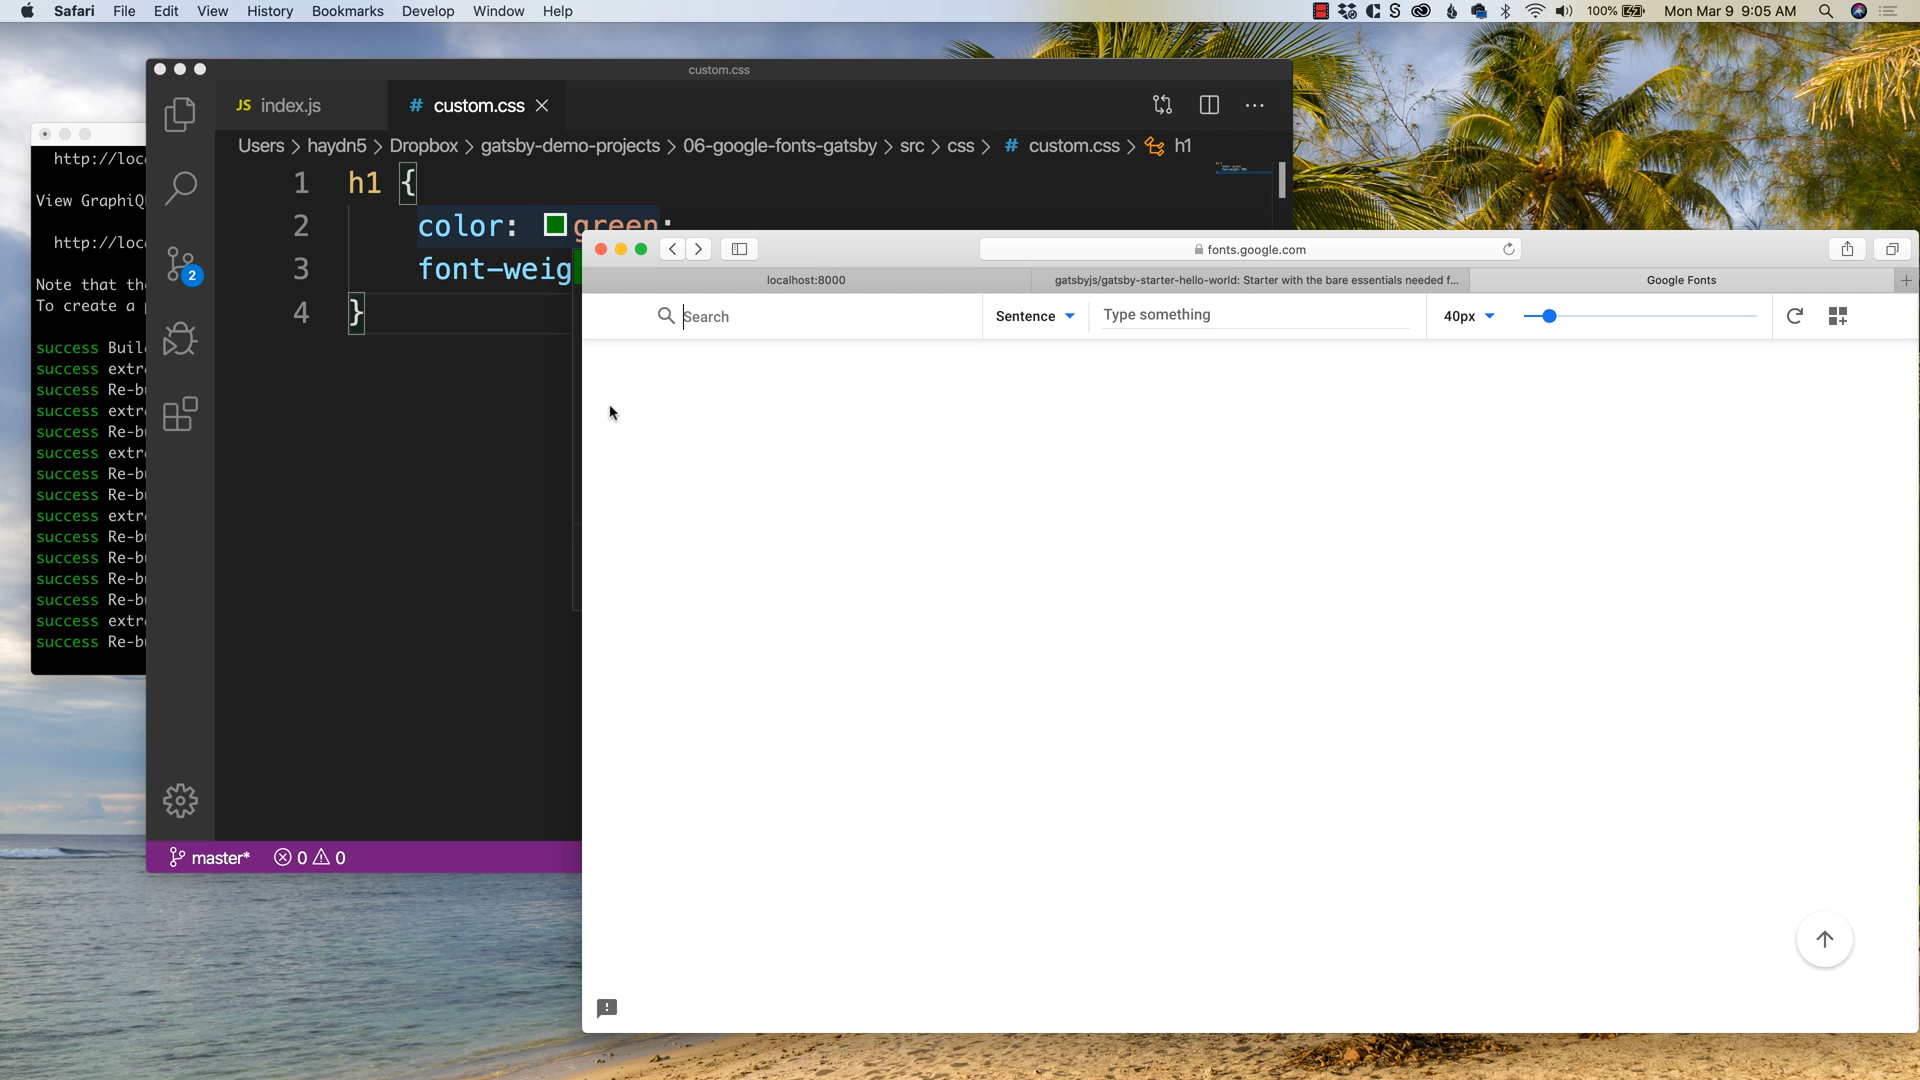 Safari File Edit View History Bookmarks Develop Window Help
100% Mon Mar 9 9:05 AM
custom.css
JS index.js
# custom.css
Users > haydn5 > Dropbox > gatsby-demo-projects > 06-google-fonts-gatsby > src > css > # custom.css > h1
1 h1 {
2 color: green;
3 font-weig
4 }
2
master* 0 0
http://loc
View GraphiQ
http://loc
Note that th
To create a
success Buil
success extr
success Re-b
success extr
success Re-b
success extr
success Re-b
success Re-b
success extr
success Re-b
success Re-b
success Re-b
success Re-b
success extr
success Re-b
fonts.google.com
localhost:8000
gatsbyjs/gatsby-starter-hello-world: Starter with the bare essentials needed f...
Google Fonts
Search
Sentence
Type something
40px